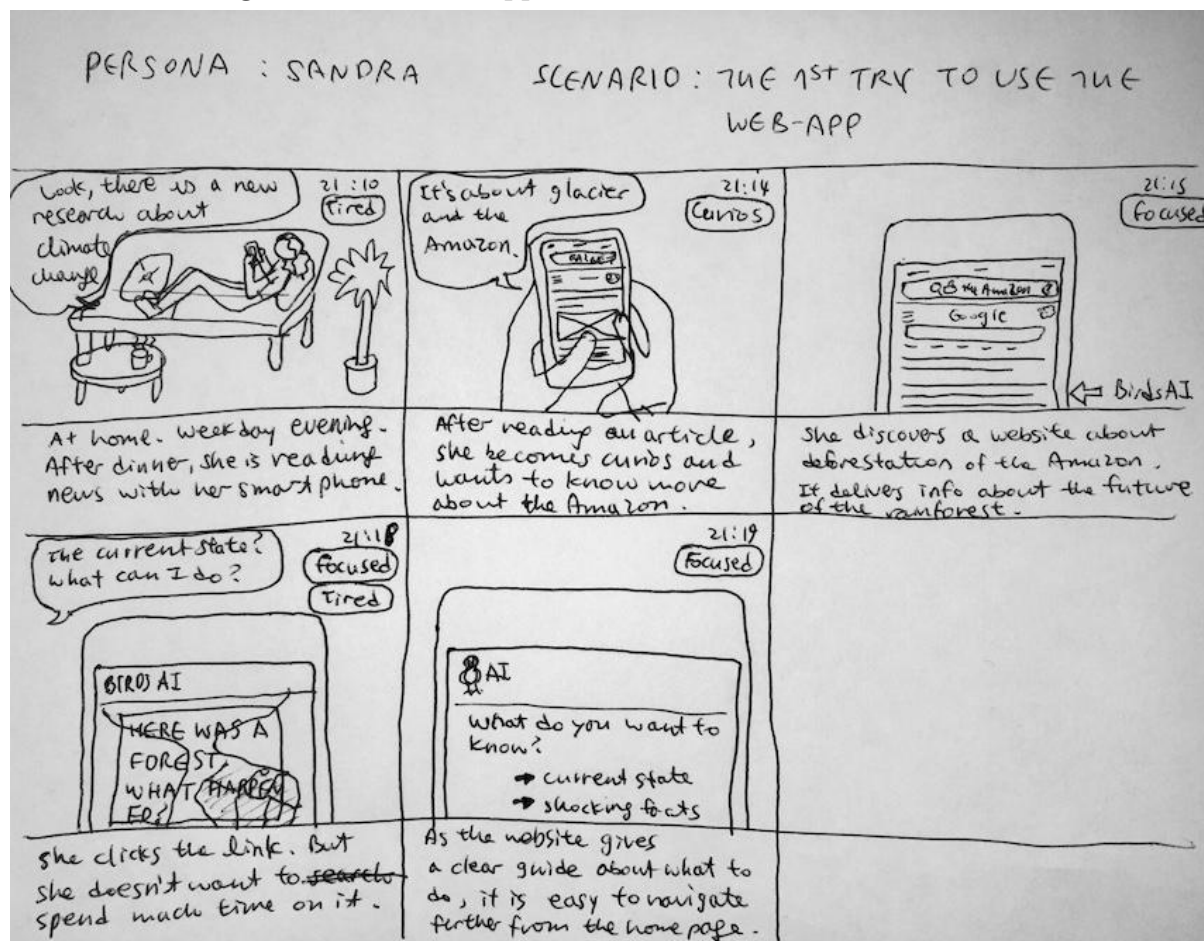 PERSONA : SANDRA
SCENARIO : THE 1ST TRY TO USE THE
WEB-APP
Look, there is a new
research about
climate
change
21:10
Tired
At home. Weekday evening.
After dinner, she is reading
news with her smartphone.
It's about glacier
and the
Amazon.
21:14
Curios
After reading an article,
she becomes curios and
wants to know more
about the Amazon.
21:15
focused
the Amazon
Google
⇦ BirdsAI
She discovers a website about
deforestation of the Amazon.
It delivers info about the future
of the rainforest.
The current state?
What can I do?
21:18
focused
Tired
BIRDS AI
HERE WAS A
FOREST,
WHAT HAPPEN
ED?
She clicks the link. But
she doesn't want to search
spend much time on it.
21:19
Focused
AI
What do you want to
know?
→ current state
→ shocking facts
As the website gives
a clear guide about what to
do, it is easy to navigate
further from the home page.